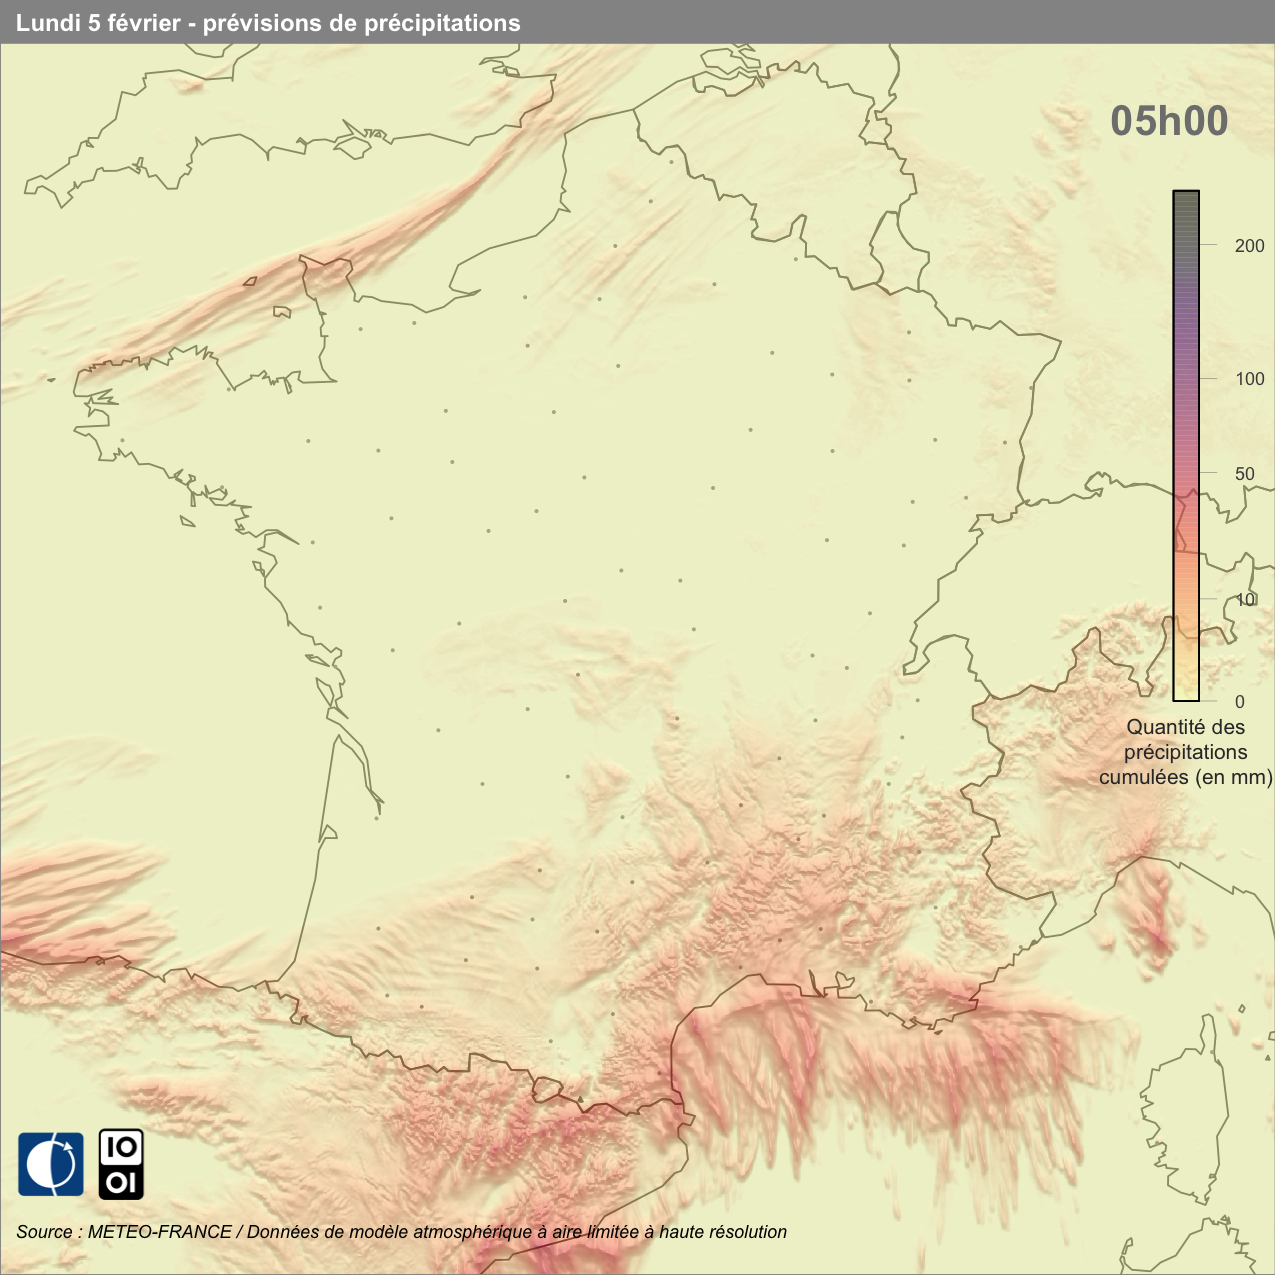 Lundi 5 février - prévisions de précipitations
05h00
200
100
50
10
0
Quantité des
précipitations
cumulées (en mm)
IO
OI
Source : METEO-FRANCE / Données de modèle atmosphérique à aire limitée à haute résolution